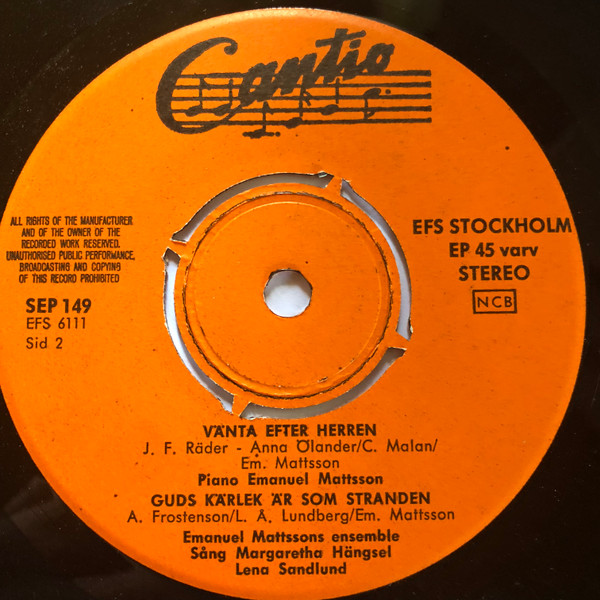 Cantio
ALL RIGHTS OF THE MANUFACTURER
AND OF THE OWNER OF THE
RECORDED WORK RESERVED.
UNAUTHORISED PUBLIC PERFORMANCE,
BROADCASTING AND COPYING
OF THIS RECORD PROHIBITED
SEP 149
EFS 6111
Sid 2
EFS STOCKHOLM
EP 45 varv
STEREO
NCB
VÄNTA EFTER HERREN
J. F. Räder - Anna Ölander/C. Malan/
Em. Mattsson
Piano Emanuel Mattsson
GUDS KÄRLEK ÄR SOM STRANDEN
A. Frostenson/L. Å. Lundberg/Em. Mattsson
Emanuel Mattssons ensemble
Sång Margaretha Hängsel
Lena Sandlund